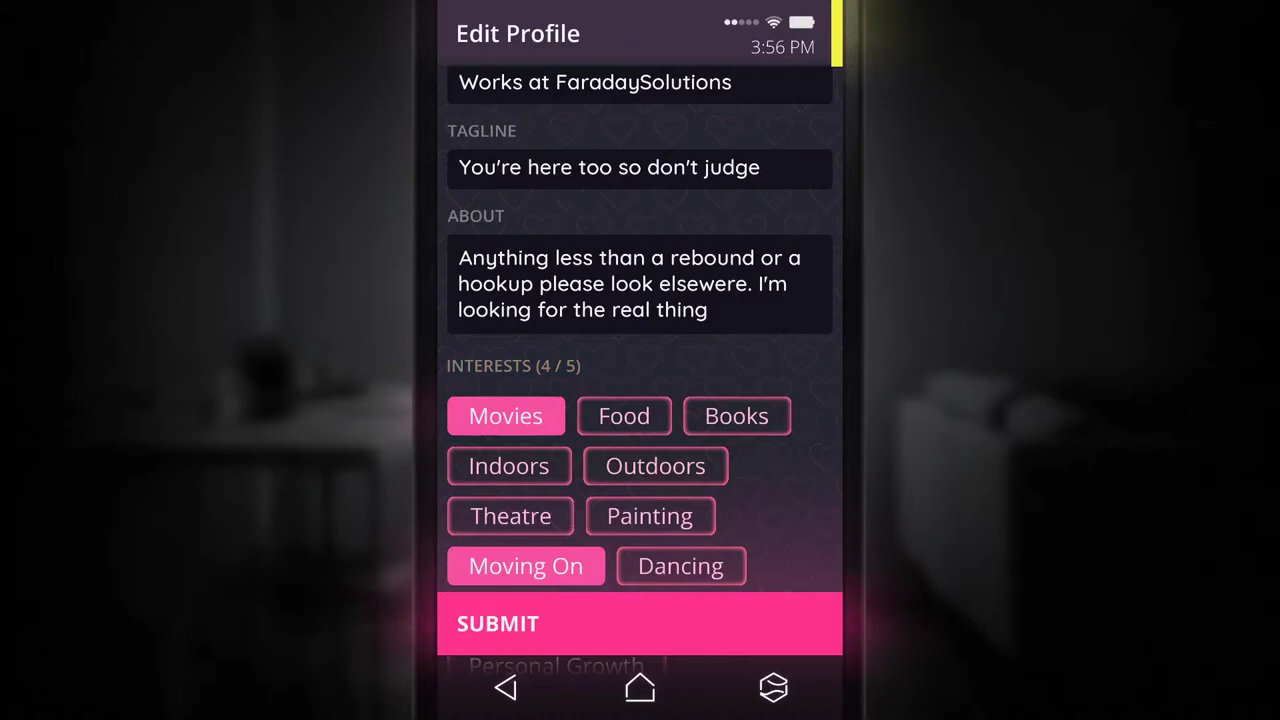 Edit Profile
3:56 PM
Works at FaradaySolutions
TAGLINE
You're here too so don't judge
ABOUT
Anything less than a rebound or a
hookup please look elsewere. I'm
looking for the real thing
INTERESTS (4 / 5)
Movies Food Books
Indoors Outdoors
Theatre Painting
Moving On Dancing
SUBMIT
Personal Growth